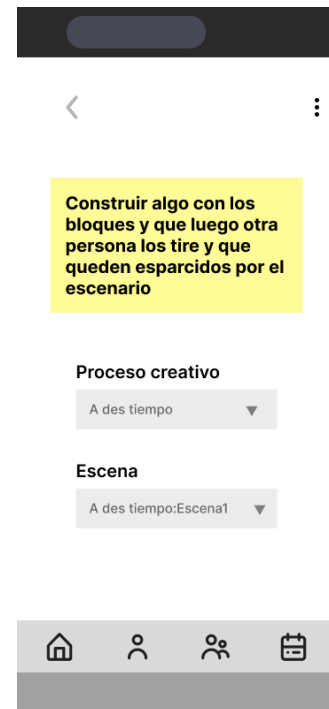 Construir algo con los
bloques y que luego otra
persona los tire y que
queden esparcidos por el
escenario
Proceso creativo
A des tiempo
Escena
A des tiempo:Escena1